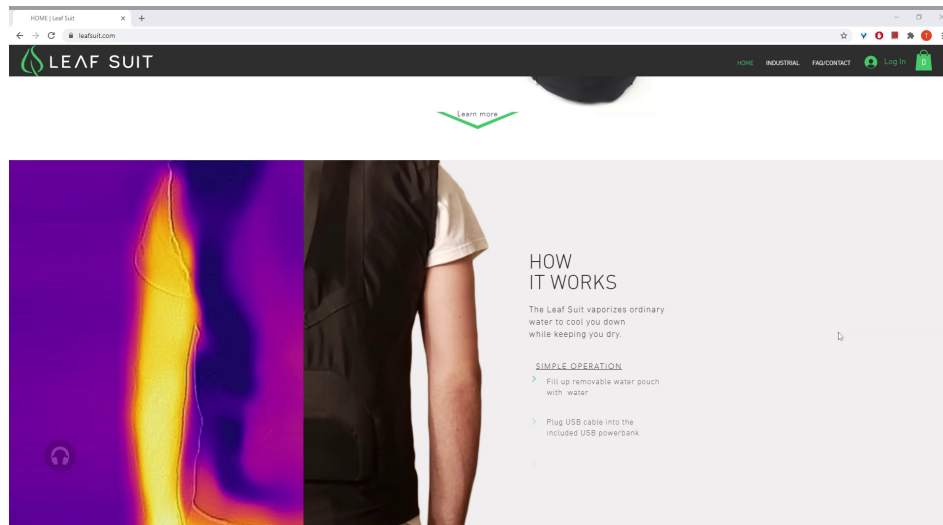 HOME | Leaf Suit
leafsuit.com
LEAF SUIT
HOME INDUSTRIAL FAQ/CONTACT Log In 0
Learn more
HOW
IT WORKS
The Leaf Suit vaporizes ordinary
water to cool you down
while keeping you dry.
SIMPLE OPERATION
Fill up removable water pouch
with water
Plug USB cable into the
included USB powerbank